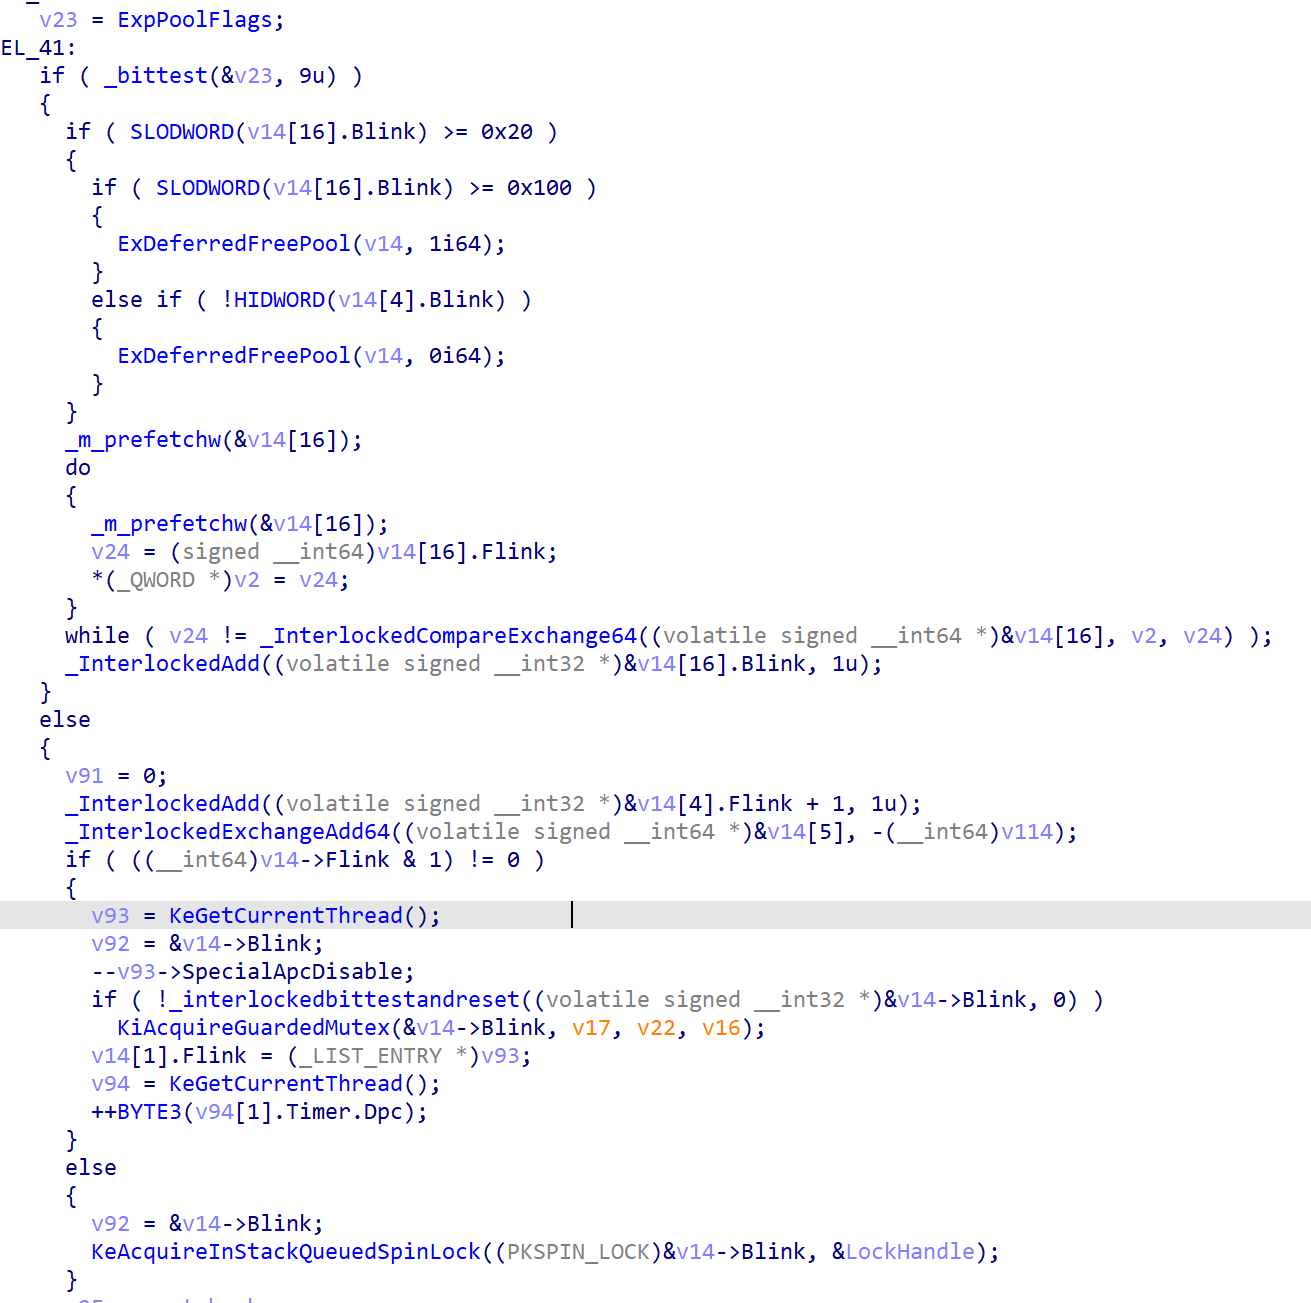 v23 = ExpPoolFlags;
EL_41:
if ( _bittest(&v23, 9u) )
{
if ( SLODWORD(v14[16].Blink) >= 0x20 )
{
if ( SLODWORD(v14[16].Blink) >= 0x100 )
{
ExDeferredFreePool(v14, 1i64);
}
else if ( !HIDWORD(v14[4].Blink) )
{
ExDeferredFreePool(v14, 0i64);
}
}
_m_prefetchw(&v14[16]);
do
{
_m_prefetchw(&v14[16]);
v24 = (signed __int64)v14[16].Flink;
*(_QWORD *)v2 = v24;
}
while ( v24 != _InterlockedCompareExchange64((volatile signed __int64 *)&v14[16], v2, v24) );
_InterlockedAdd((volatile signed __int32 *)&v14[16].Blink, 1u);
}
else
{
v91 = 0;
_InterlockedAdd((volatile signed __int32 *)&v14[4].Flink + 1, 1u);
_InterlockedExchangeAdd64((volatile signed __int64 *)&v14[5], -(__int64)v114);
if ( ((__int64)v14->Flink & 1) != 0 )
{
v93 = KeGetCurrentThread();
v92 = &v14->Blink;
--v93->SpecialApcDisable;
if ( !_interlockedbittestandreset((volatile signed __int32 *)&v14->Blink, 0) )
KiAcquireGuardedMutex(&v14->Blink, v17, v22, v16);
v14[1].Flink = (_LIST_ENTRY *)v93;
v94 = KeGetCurrentThread();
++BYTE3(v94[1].Timer.Dpc);
}
else
{
v92 = &v14->Blink;
KeAcquireInStackQueuedSpinLock((PKSPIN_LOCK)&v14->Blink, &LockHandle);
}